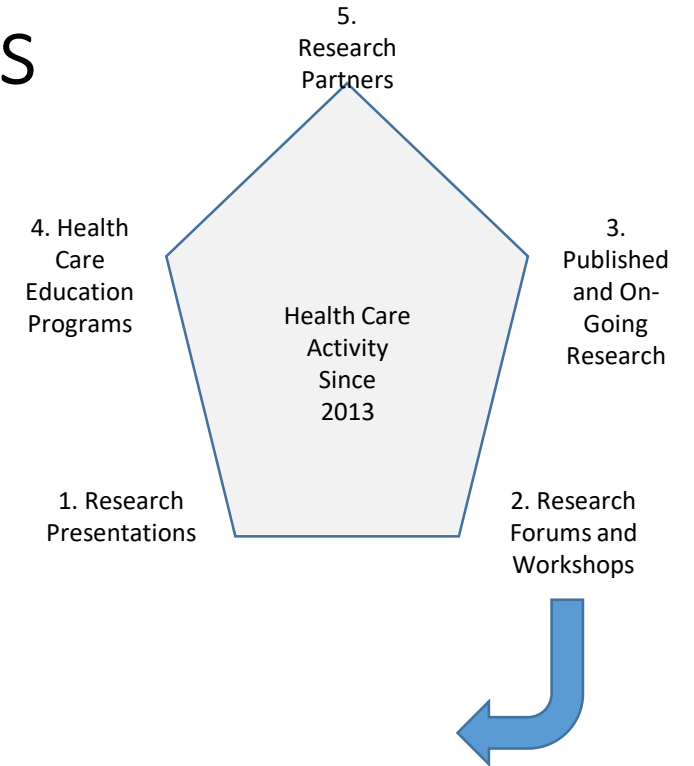 S
5.
Research
Partners
4. Health
Care
Education
Programs
3.
Published
and On-
Going
Research
Health Care
Activity
Since
2013
1. Research
Presentations
2. Research
Forums and
Workshops